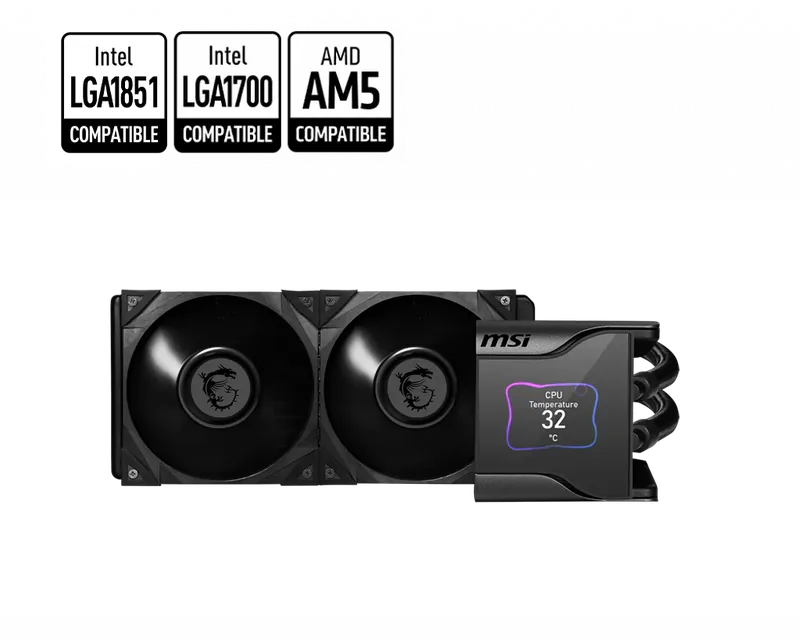 Intel
LGA1851
COMPATIBLE
Intel
LGA1700
COMPATIBLE
AMD
AM5
COMPATIBLE
msi
CPU
Temperature
32
°C